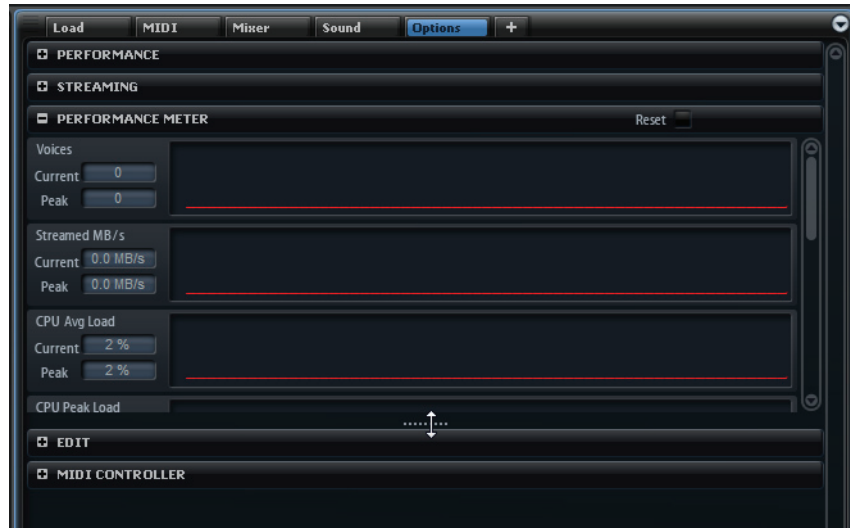 Load MIDI Mixer Sound Options +
PERFORMANCE
STREAMING
PERFORMANCE METER Reset
Voices
Current 0
Peak 0
Streamed MB/s
Current 0.0 MB/s
Peak 0.0 MB/s
CPU Avg Load
Current 2 %
Peak 2 %
CPU Peak Load
EDIT
MIDI CONTROLLER